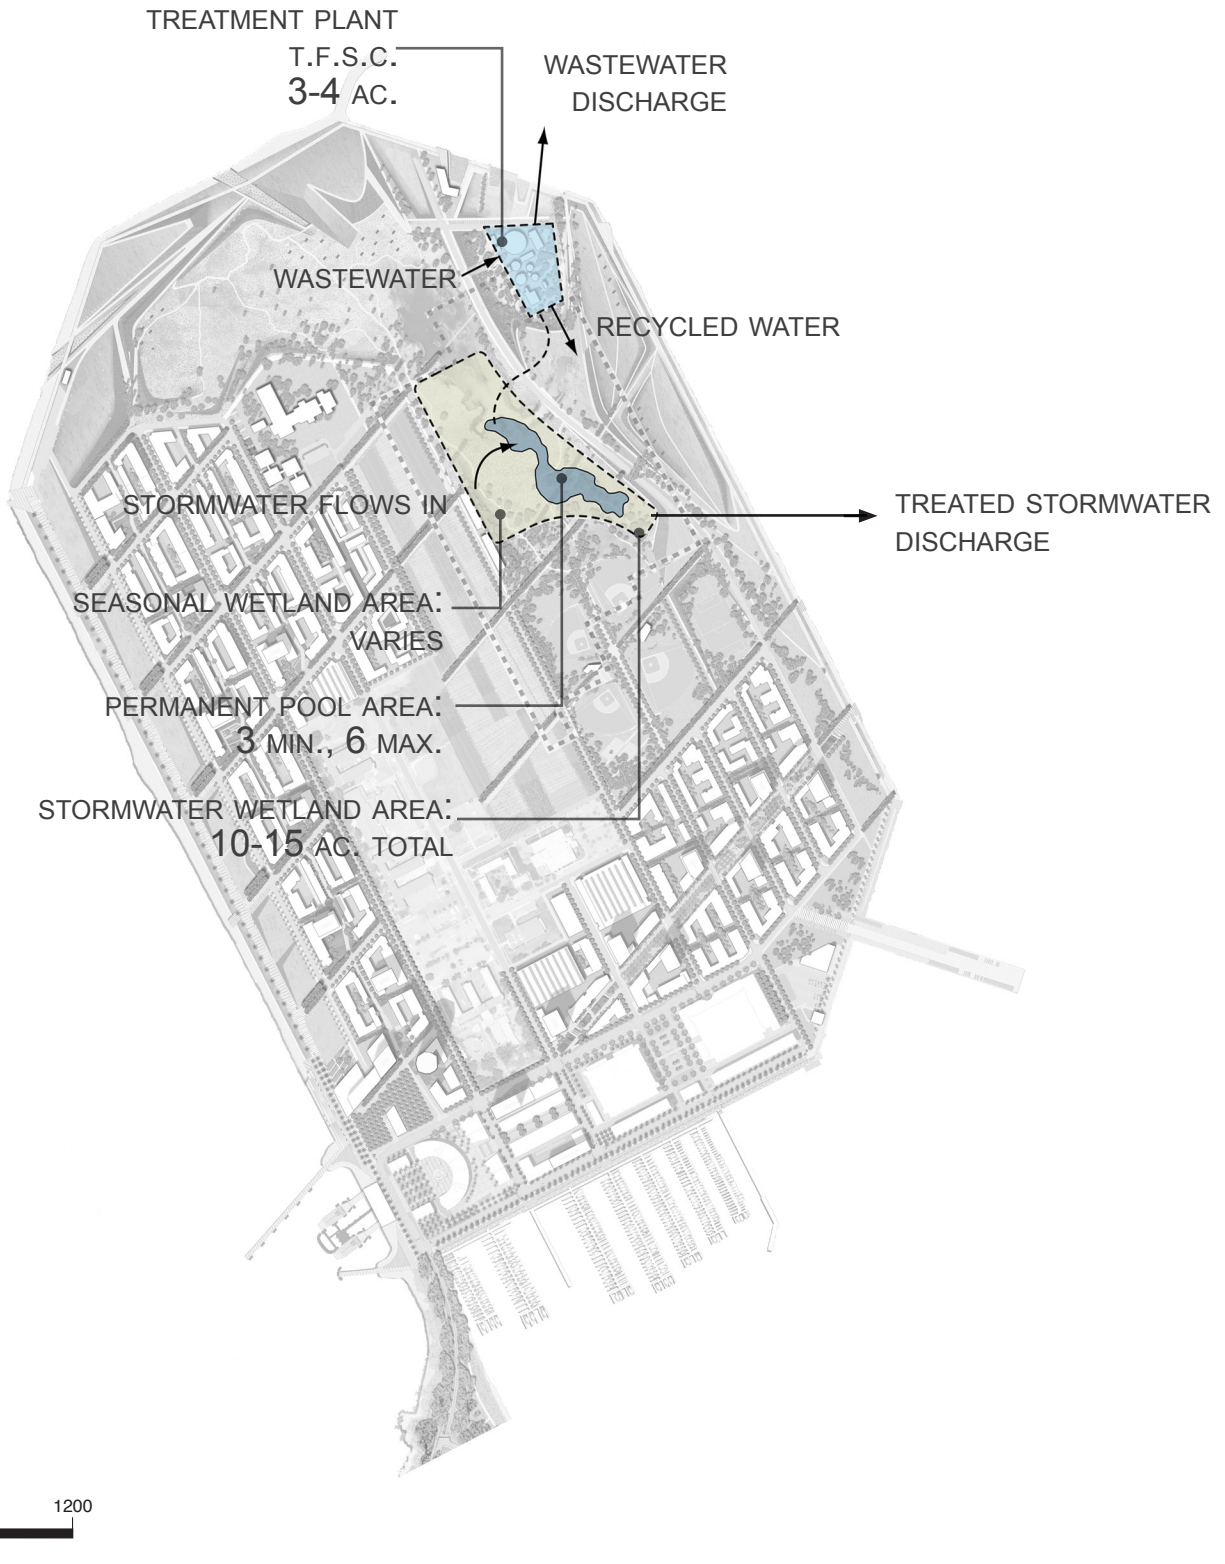 TREATMENT PLANT
T.F.S.C.
3-4 AC.
WASTEWATER
DISCHARGE
WASTEWATER
RECYCLED WATER
STORMWATER FLOWS IN
TREATED STORMWATER
DISCHARGE
SEASONAL WETLAND AREA:
VARIES
PERMANENT POOL AREA:
3 MIN., 6 MAX.
STORMWATER WETLAND AREA:
10-15 AC. TOTAL
1200